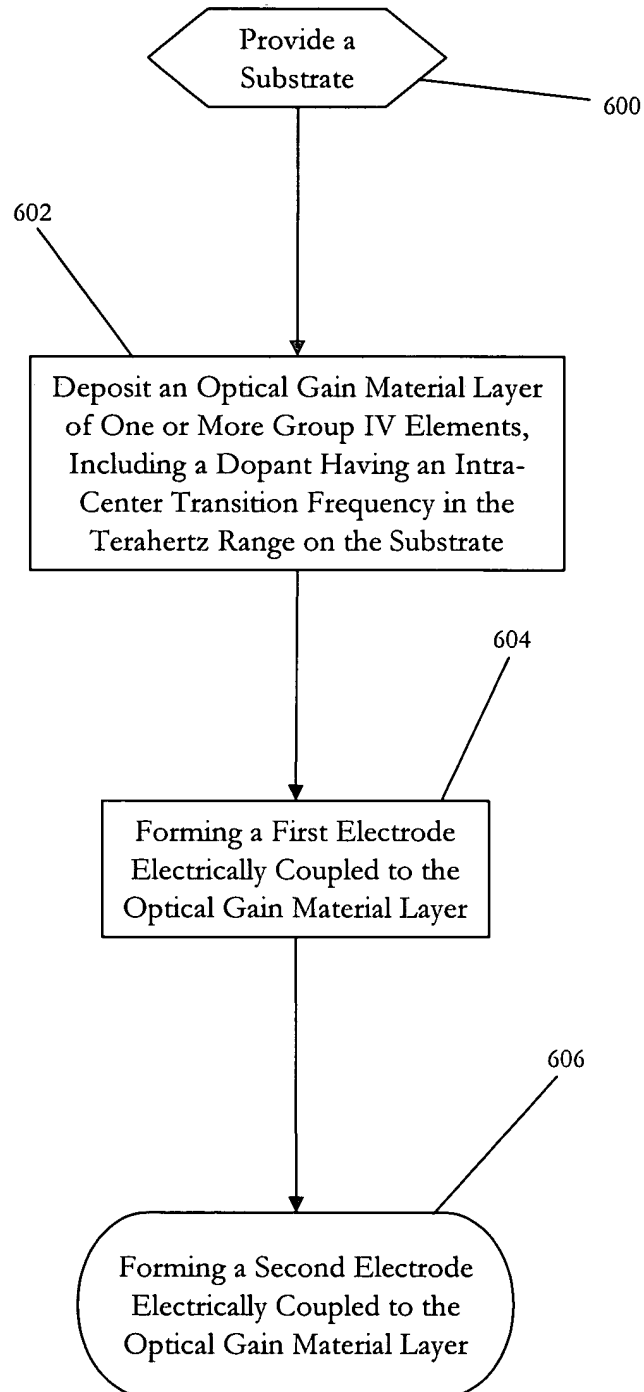 Provide a
Substrate
600
602
Deposit an Optical Gain Material Layer
of One or More Group IV Elements,
Including a Dopant Having an Intra-
Center Transition Frequency in the
Terahertz Range on the Substrate
604
Forming a First Electrode
Electrically Coupled to the
Optical Gain Material Layer
606
Forming a Second Electrode
Electrically Coupled to the
Optical Gain Material Layer